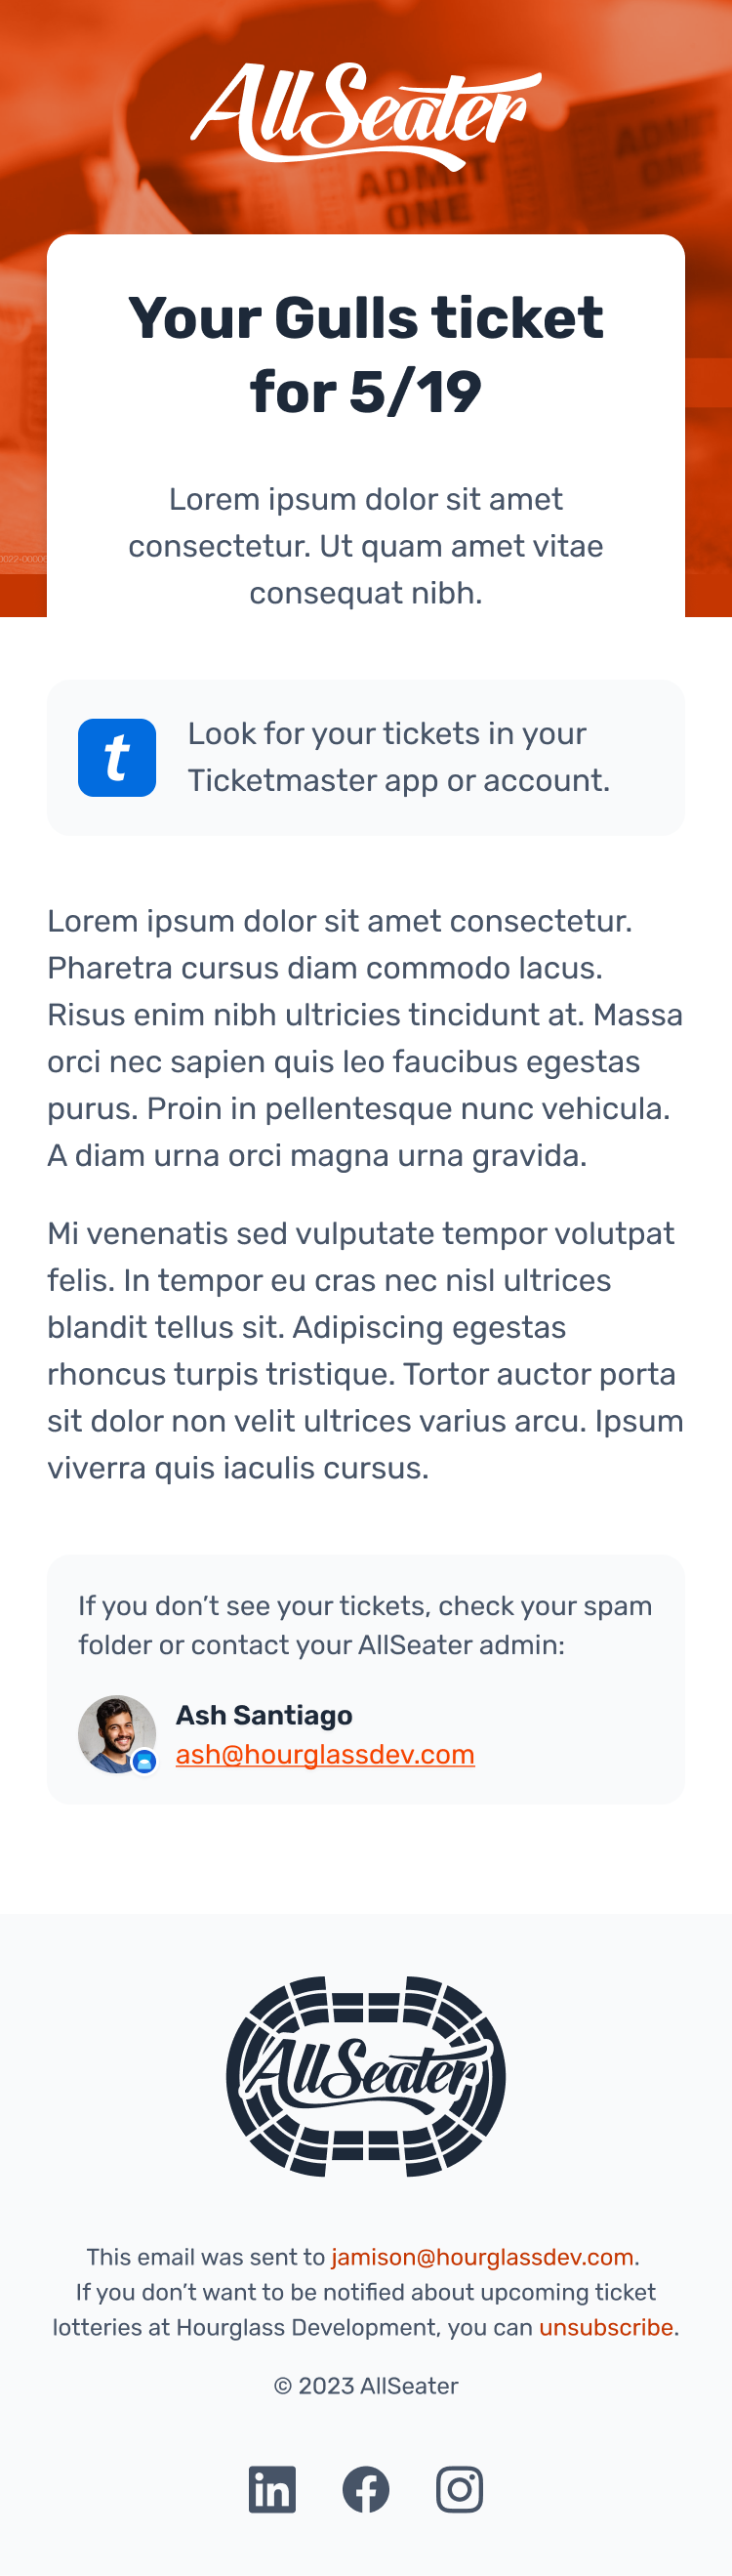 AllSeater
ADMIT
ONE
ADMIT
ONE
Your Gulls ticket
for 5/19
Lorem ipsum dolor sit amet
consectetur. Ut quam amet vitae
consequat nibh.
t
Look for your tickets in your
Ticketmaster app or account.
Lorem ipsum dolor sit amet consectetur.
Pharetra cursus diam commodo lacus.
Risus enim nibh ultricies tincidunt at. Massa
orci nec sapien quis leo faucibus egestas
purus. Proin in pellentesque nunc vehicula.
A diam urna orci magna urna gravida.
Mi venenatis sed vulputate tempor volutpat
felis. In tempor eu cras nec nisl ultrices
blandit tellus sit. Adipiscing egestas
rhoncus turpis tristique. Tortor auctor porta
sit dolor non velit ultrices varius arcu. Ipsum
viverra quis iaculis cursus.
If you don’t see your tickets, check your spam
folder or contact your AllSeater admin:
Ash Santiago
ash@hourglassdev.com
AllSeater
This email was sent to jamison@hourglassdev.com.
If you don’t want to be notified about upcoming ticket
lotteries at Hourglass Development, you can unsubscribe.
© 2023 AllSeater
in